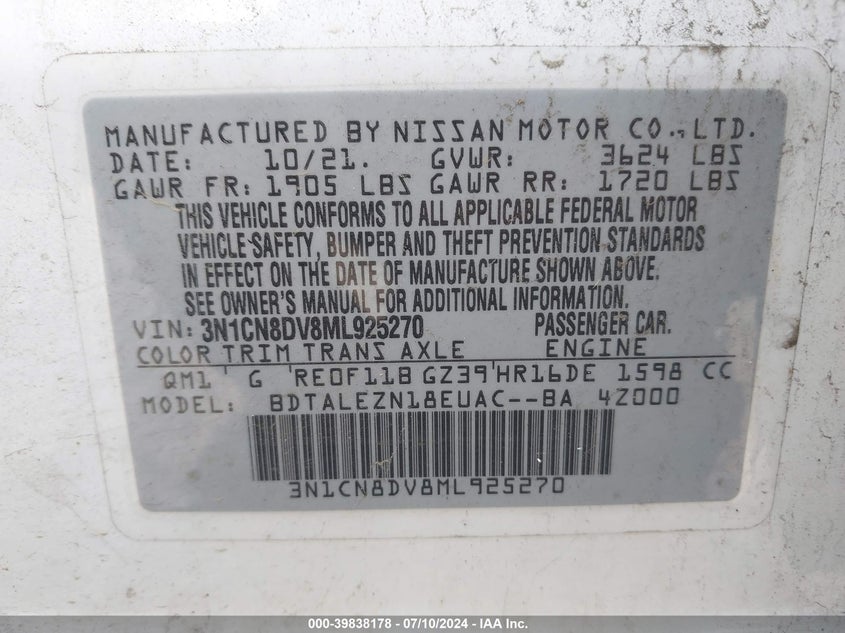 MANUFACTURED BY NISSAN MOTOR CO., LTD.
DATE: 10/21. GVWR: 3624 LBS
GAWR FR: 1905 LBS GAWR RR: 1720 LBS
THIS VEHICLE CONFORMS TO ALL APPLICABLE FEDERAL MOTOR
VEHICLE SAFETY, BUMPER AND THEFT PREVENTION STANDARDS
IN EFFECT ON THE DATE OF MANUFACTURE SHOWN ABOVE.
SEE OWNER'S MANUAL FOR ADDITIONAL INFORMATION.
VIN: 3N1CN8DV8ML925270 PASSENGER CAR.
COLOR TRIM TRANS AXLE ENGINE
QM1 G RE0F11B GZ39 HR16DE 1598 CC
MODEL: BDTALEZN18EUAC--BA 4Z000
3N1CN8DV8ML925270
000-39838178 - 07/10/2024 - IAA Inc.